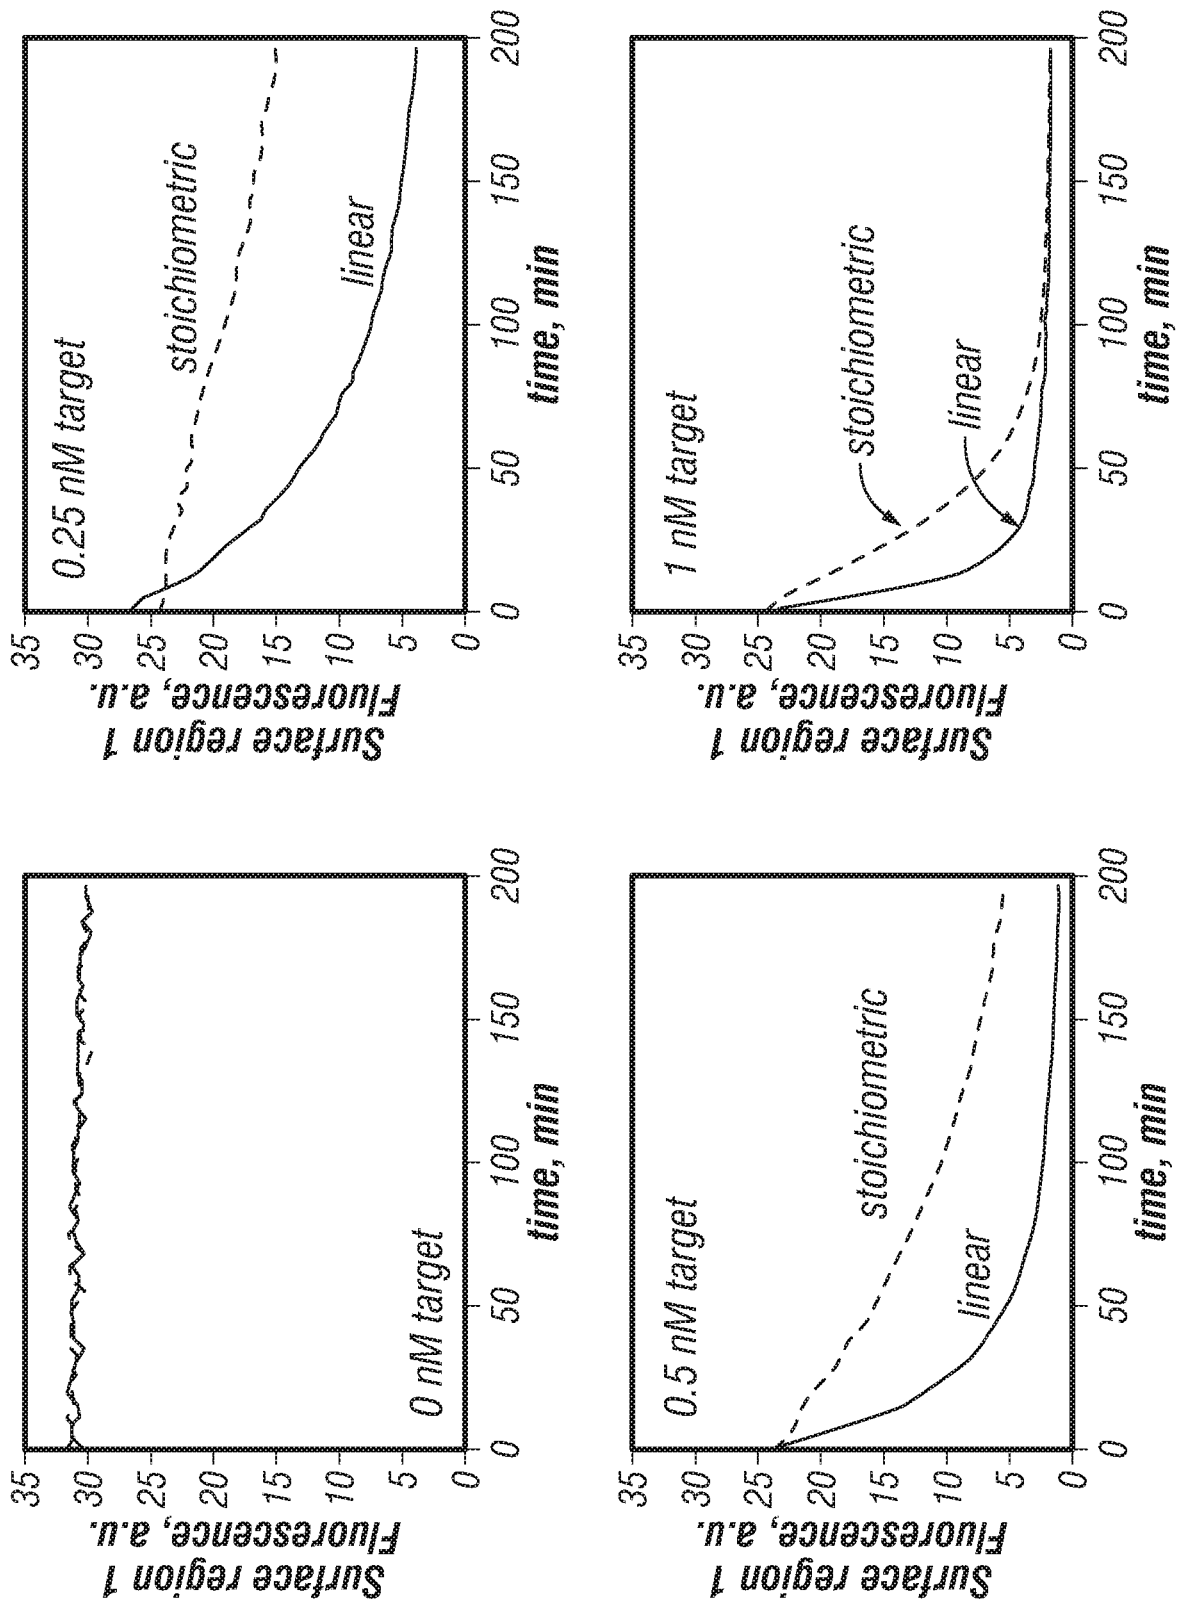 35
30
25
20
15
10
5
0
Surface region 1
Fluorescence, a.u.
0 nM target
0 50 100 150 200
time, min
35
30
25
20
15
10
5
0
Surface region 1
Fluorescence, a.u.
0.25 nM target
stoichiometric
linear
0 50 100 150 200
time, min
35
30
25
20
15
10
5
0
Surface region 1
Fluorescence, a.u.
0.5 nM target
stoichiometric
linear
0 50 100 150 200
time, min
35
30
25
20
15
10
5
0
Surface region 1
Fluorescence, a.u.
1 nM target
stoichiometric
linear
0 50 100 150 200
time, min